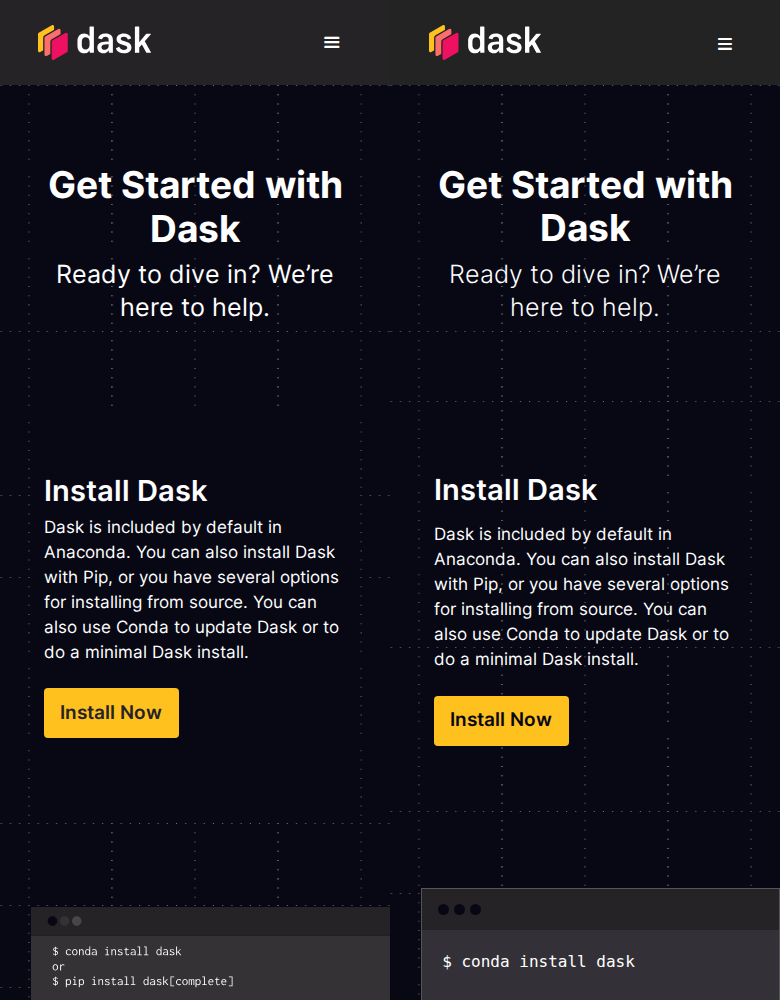 dask
Get Started with
Dask
Ready to dive in? We’re
here to help.
Install Dask
Dask is included by default in
Anaconda. You can also install Dask
with Pip, or you have several options
for installing from source. You can
also use Conda to update Dask or to
do a minimal Dask install.
Install Now
$ conda install dask
or
$ pip install dask[complete]
dask
Get Started with
Dask
Ready to dive in? We’re
here to help.
Install Dask
Dask is included by default in
Anaconda. You can also install Dask
with Pip, or you have several options
for installing from source. You can
also use Conda to update Dask or to
do a minimal Dask install.
Install Now
$ conda install dask